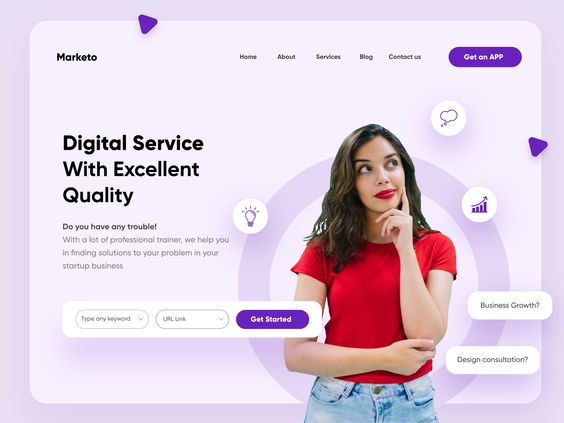 Marketo
Home About Services Blog Contact us Get an APP
Digital Service
With Excellent
Quality
Do you have any trouble!
With a lot of professional trainer, we help you
in finding solutions to your problem in your
startup business
Type any keyword URL Link Get Started
Business Growth?
Design consultation?